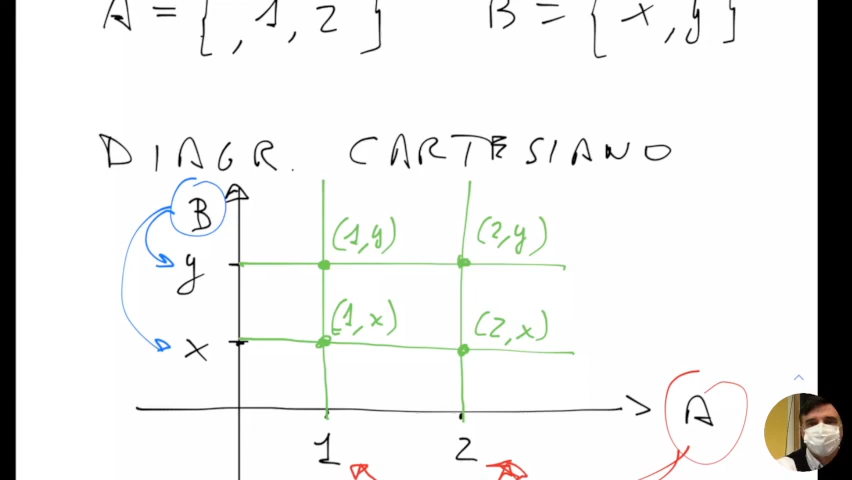 A = { , 1, 2 } B = { x, y }
DIAGR. CARTESIANO
B
(1,y) (2,y)
y
(1,x) (2,x)
x
A
1 2